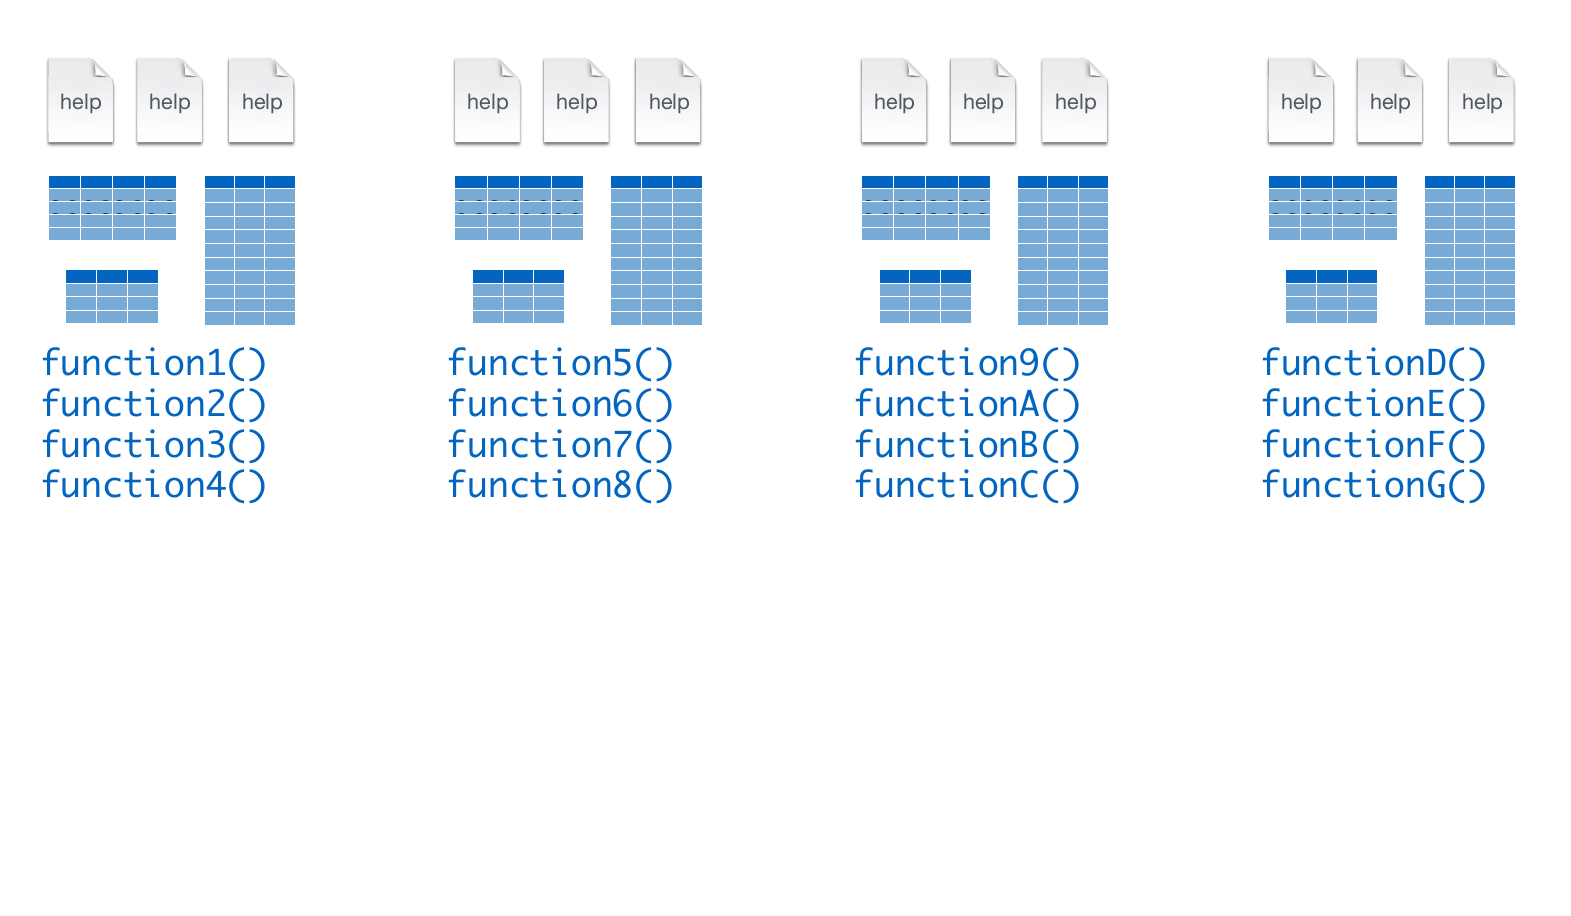 help help help
function1()
function2()
function3()
function4()
help help help
function5()
function6()
function7()
function8()
help help help
function9()
functionA()
functionB()
functionC()
help help help
functionD()
functionE()
functionF()
functionG()